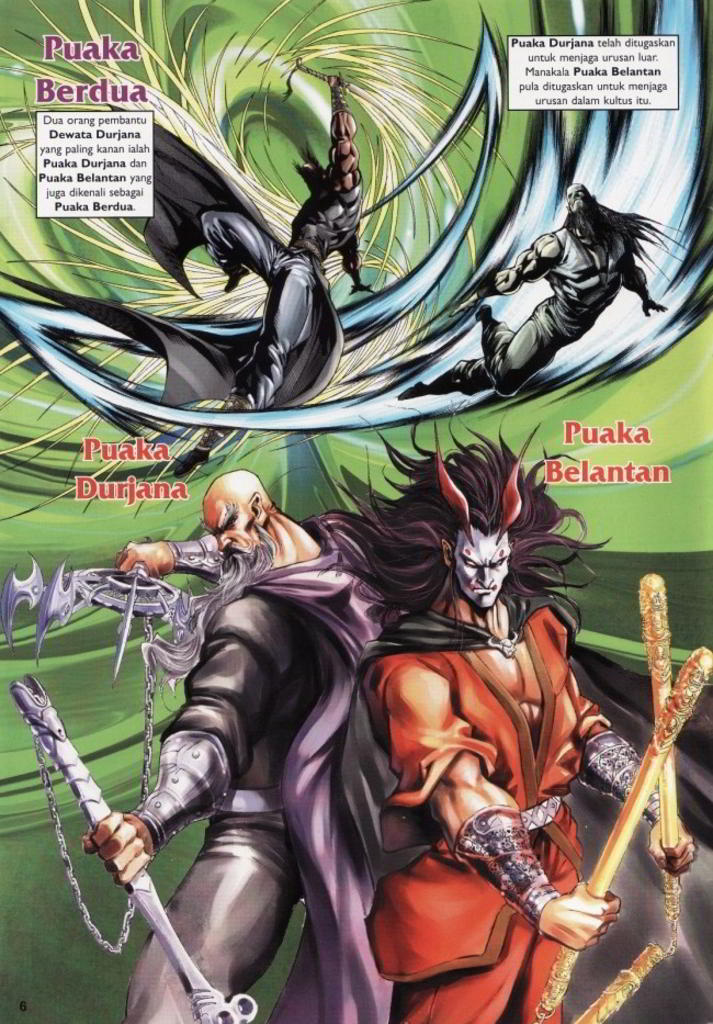 Puaka
Berdua
Dua orang pembantu
Dewata Durjana
yang paling kanan ialah
Puaka Durjana dan
Puaka Belantan yang
juga dikenali sebagai
Puaka Berdua.
Puaka Durjana telah ditugaskan
untuk menjaga urusan luar.
Manakala Puaka Belantan
pula ditugaskan untuk menjaga
urusan dalam kultus itu.
Puaka
Durjana
Puaka
Belantan
6